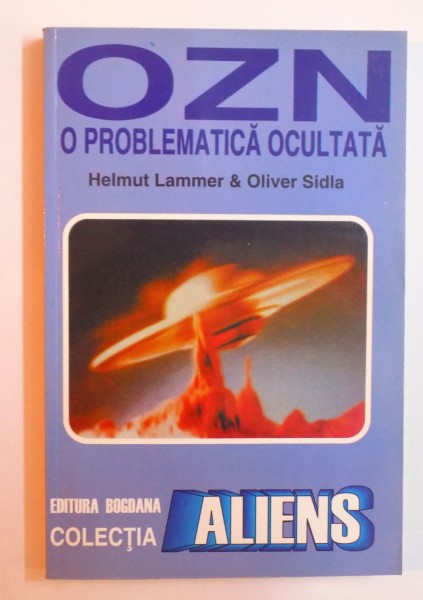 OZN
O PROBLEMATICĂ OCULTATĂ
Helmut Lammer & Oliver Sidla
EDITURA BOGDANA
COLECŢIA
ALIENS